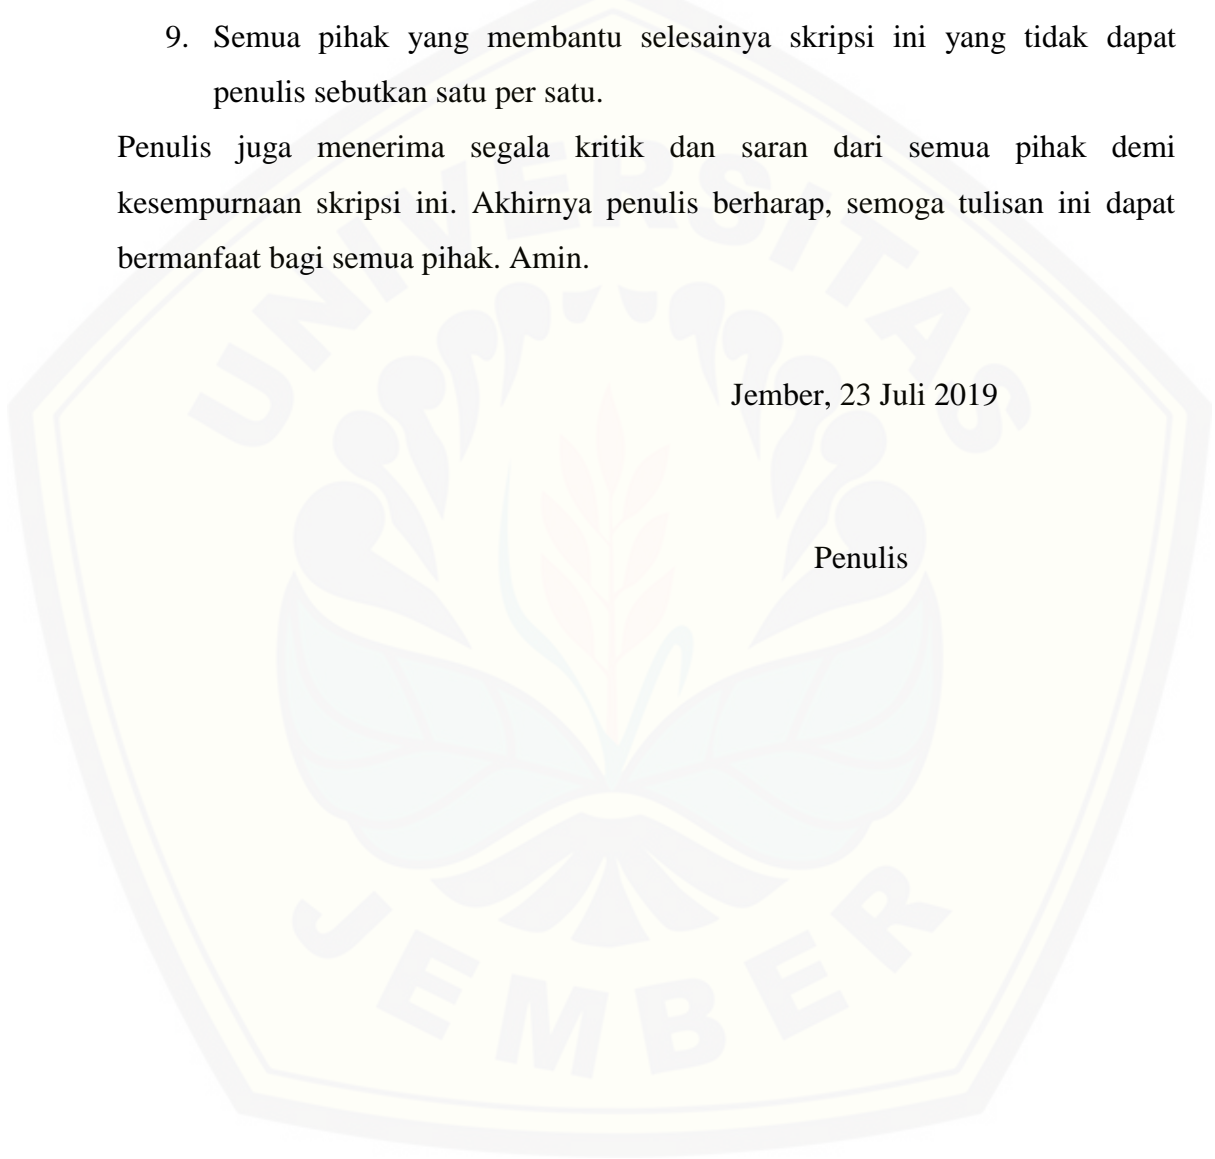 9. Semua pihak yang membantu selesainya skripsi ini yang tidak dapat
penulis sebutkan satu per satu.
Penulis juga menerima segala kritik dan saran dari semua pihak demi
kesempurnaan skripsi ini. Akhirnya penulis berharap, semoga tulisan ini dapat
bermanfaat bagi semua pihak. Amin.
Jember, 23 Juli 2019
Penulis
UNIVERSITAS
JEMBER